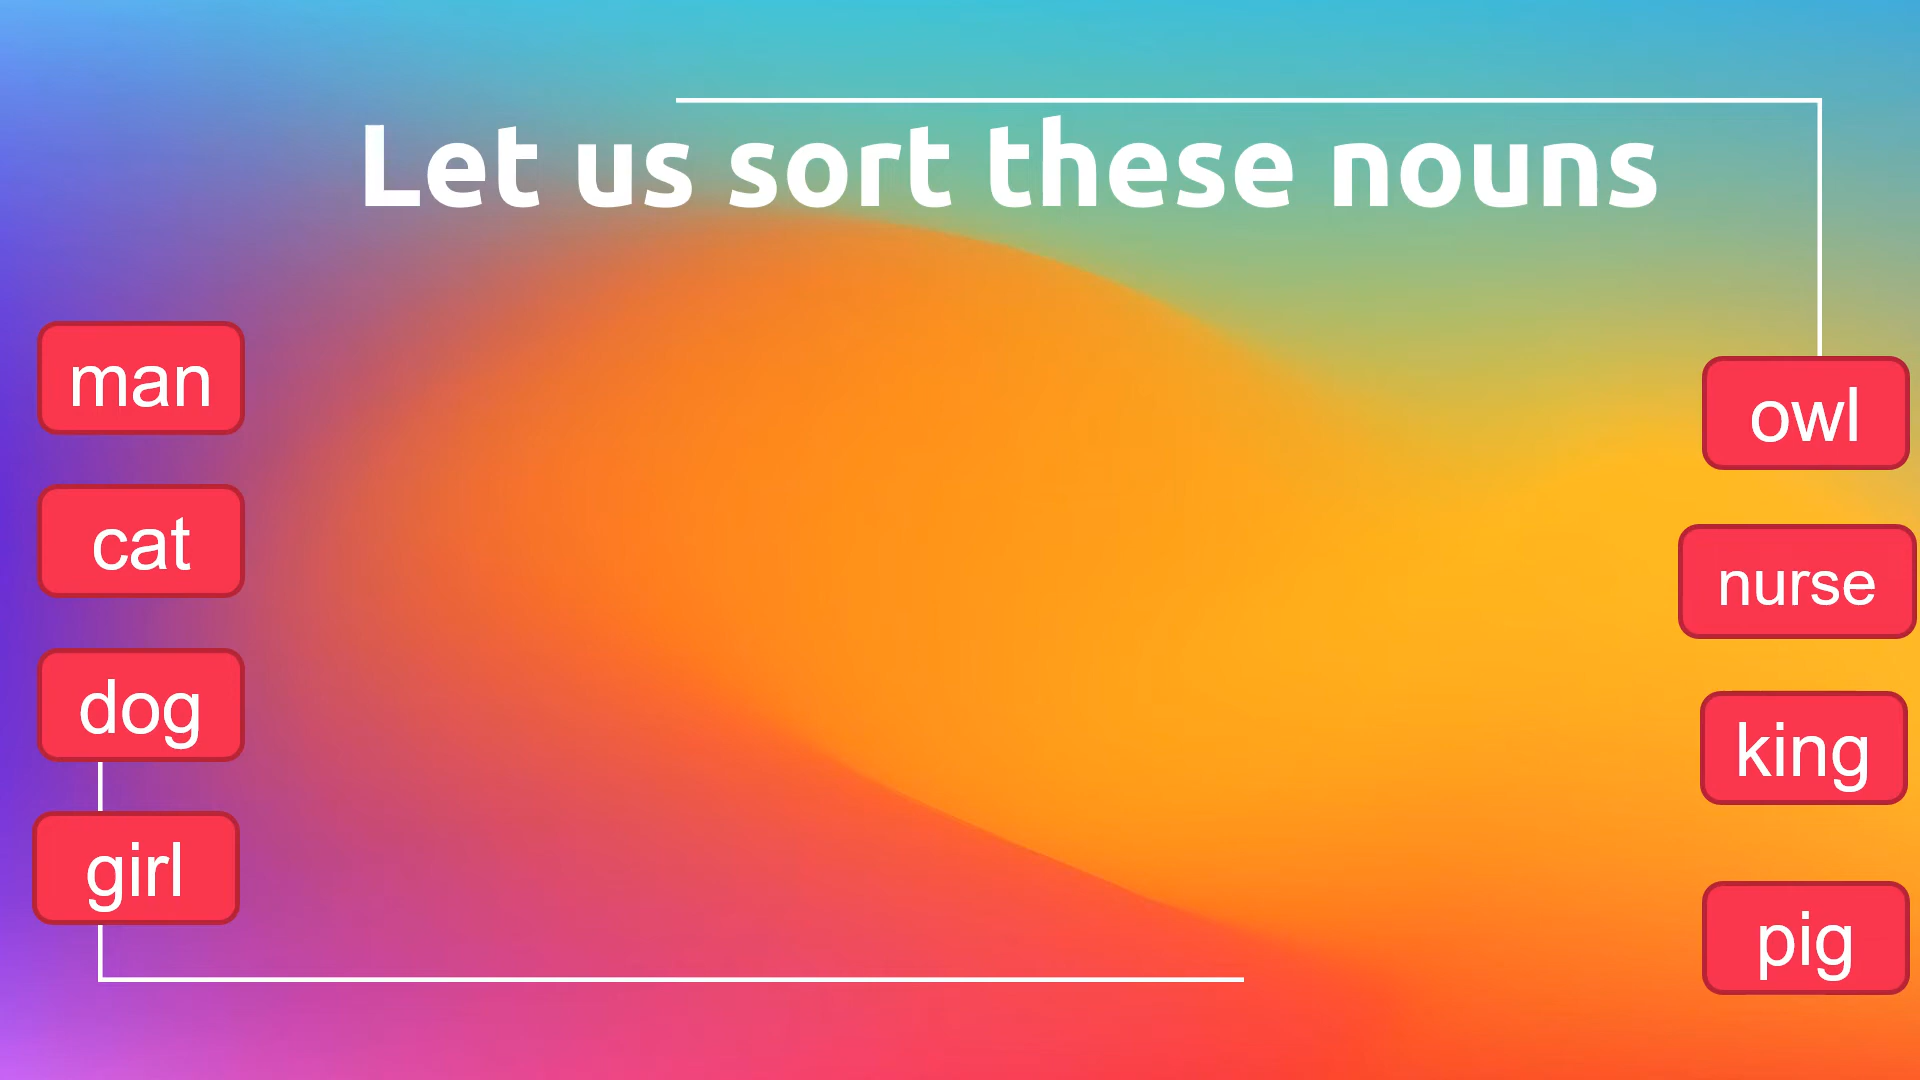 Let us sort these nouns
man
cat
dog
girl
owl
nurse
king
pig